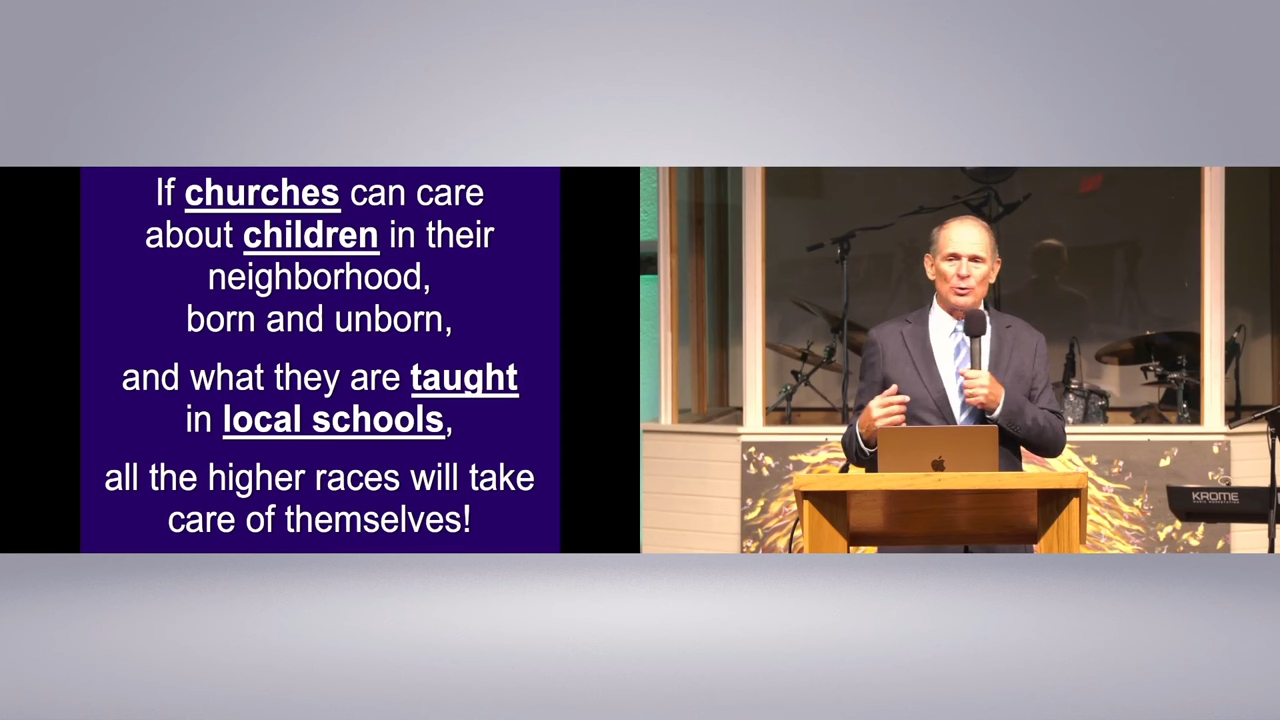 If churches can care
about children in their
neighborhood,
born and unborn,
and what they are taught
in local schools,
all the higher races will take
care of themselves!
KROME